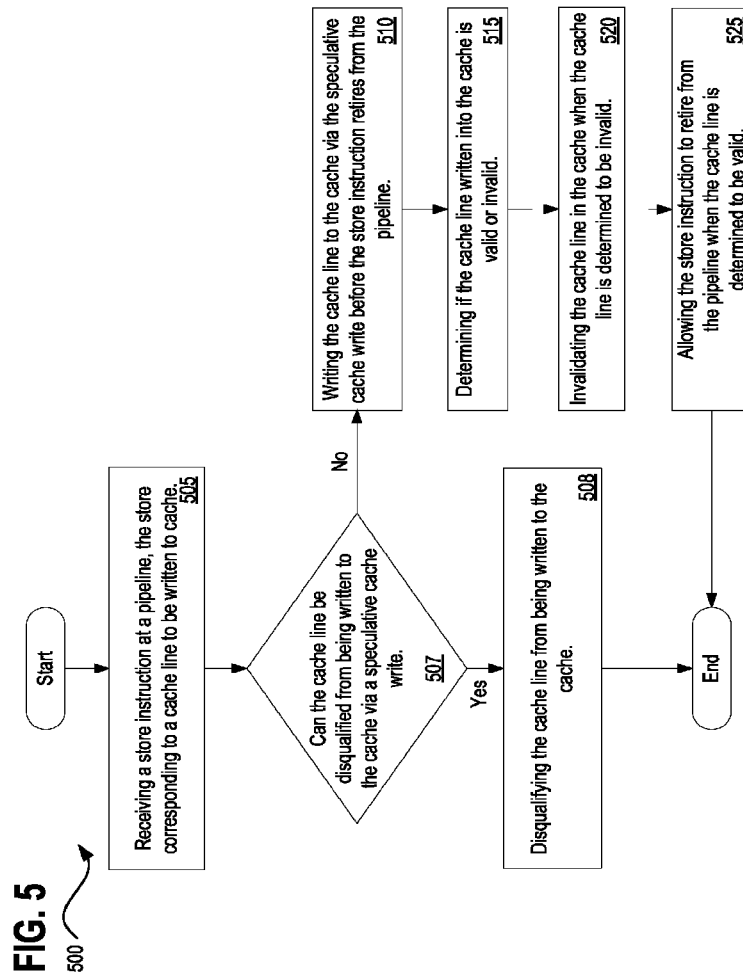 FIG. 5
500
Start
Receiving a store instruction at a pipeline, the store
corresponding to a cache line to be written to cache.
505
Can the cache line be
disqualified from being written to
the cache via a speculative cache
write.
507
No
Yes
Disqualifying the cache line from being written to the
cache.
508
Writing the cache line to the cache via the speculative
cache write before the store instruction retires from the
pipeline.
510
Determining if the cache line written into the cache is
valid or invalid.
515
Invalidating the cache line in the cache when the cache
line is determined to be invalid.
520
Allowing the store instruction to retire from
the pipeline when the cache line is
determined to be valid.
525
End